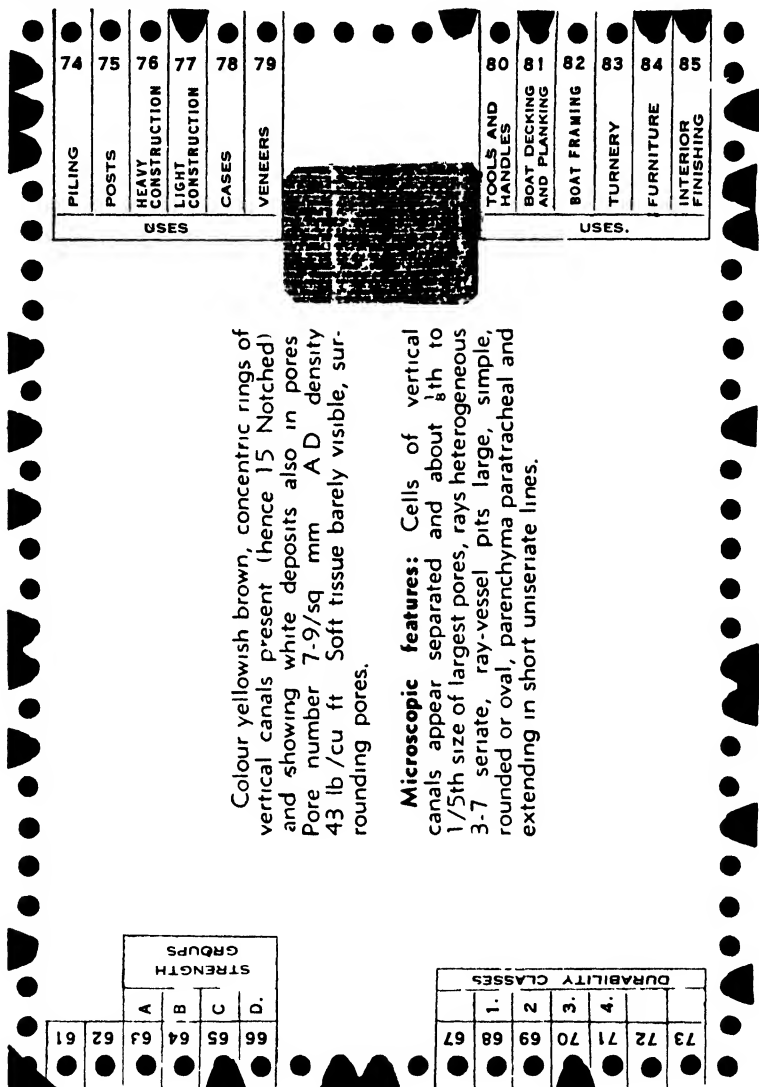 74
75
76
77
78
79
PILING
POSTS
HEAVY
CONSTRUCTION
LIGHT
CONSTRUCTION
CASES
VENEERS
USES
80
81
82
83
84
85
TOOLS AND
HANDLES
BOAT DECKING
AND PLANKING
BOAT FRAMING
TURNERY
FURNITURE
INTERIOR
FINISHING
USES.
Colour yellowish brown, concentric rings of
vertical canals present (hence 15 Notched)
and showing white deposits also in pores
Pore number 7-9/sq mm A D density
43 lb/cu ft Soft tissue barely visible, sur-
rounding pores.
Microscopic features: Cells of vertical
canals appear separated and about ⅛th to
1/5th size of largest pores, rays heterogeneous
3-7 seriate, ray-vessel pits large, simple,
rounded or oval, parenchyma paratracheal and
extending in short uniseriate lines.
STRENGTH
GROUPS
A
B
C
D.
61
62
63
64
65
66
DURABILITY CLASSES
1.
2
3.
4.
67
68
69
70
71
72
73